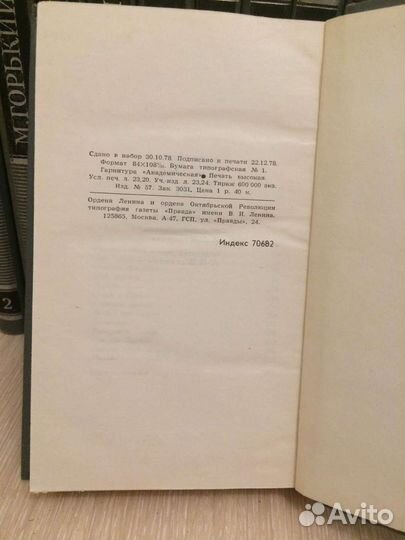 М.ГОРЬКИЙ
2
Сдано в набор 30.10.78. Подписано к печати 22.12.78.
Формат 84×108¹/₃₂. Бумага типографская № 1.
Гарнитура «Академическая». Печать высокая.
Усл. печ. л. 23,20. Уч.-изд. л. 23,24. Тираж 600 000 экз.
Изд. № 57. Зак. 3031. Цена 1 р. 40 к.
Ордена Ленина и ордена Октябрьской Революции
типография газеты «Правда» имени В. И. Ленина.
125865, Москва, А-47, ГСП, ул. «Правды», 24.
Индекс 70682
Avito